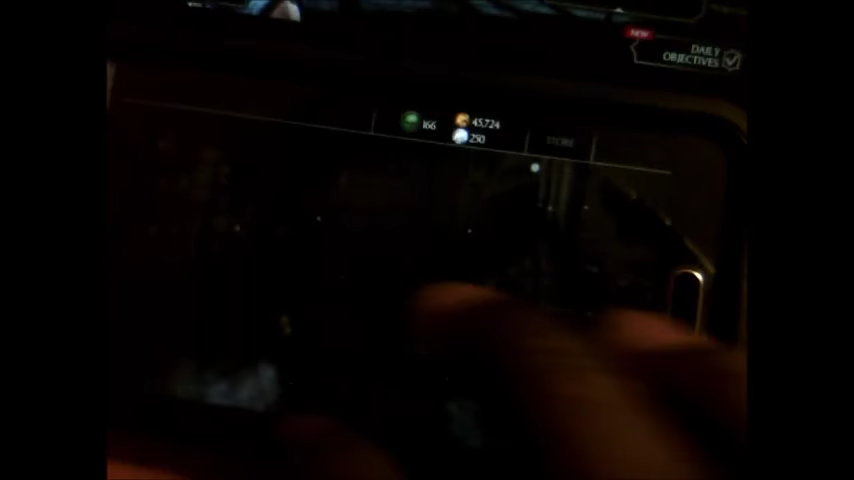 NEW
DAILY
OBJECTIVES
166
45,724
250
STORE